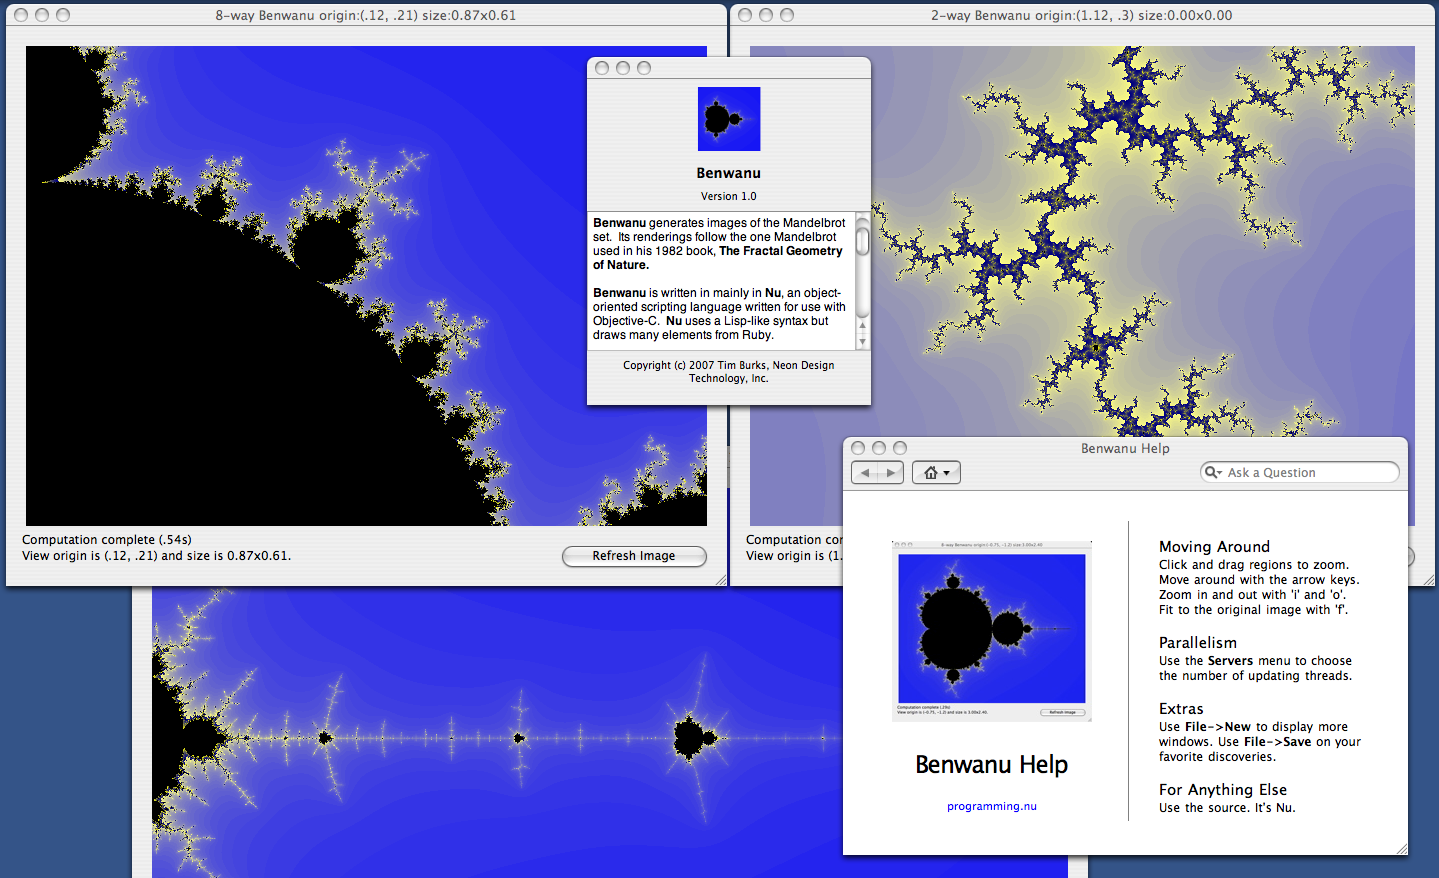 8-way Benwanu origin:(.12, .21) size:0.87x0.61
Computation complete (.54s)
View origin is (.12, .21) and size is 0.87x0.61.
Refresh Image
2-way Benwanu origin:(1.12, .3) size:0.00x0.00
Computation co
View origin is (1.
Benwanu
Version 1.0
Benwanu generates images of the Mandelbrot
set. Its renderings follow the one Mandelbrot
used in his 1982 book, The Fractal Geometry
of Nature.
Benwanu is written in mainly in Nu, an object-
oriented scripting language written for use with
Objective-C. Nu uses a Lisp-like syntax but
draws many elements from Ruby.
Copyright (c) 2007 Tim Burks, Neon Design
Technology, Inc.
Benwanu Help
Ask a Question
8-way Benwanu origin:(-0.75, -1.2) size:3.00x2.40
Computation complete (.29s)
View origin is (-0.75, -1.2) and size is 3.00x2.40.
Refresh Image
Benwanu Help
programming.nu
Moving Around
Click and drag regions to zoom.
Move around with the arrow keys.
Zoom in and out with 'i' and 'o'.
Fit to the original image with 'f'.
Parallelism
Use the Servers menu to choose
the number of updating threads.
Extras
Use File->New to display more
windows. Use File->Save on your
favorite discoveries.
For Anything Else
Use the source. It's Nu.